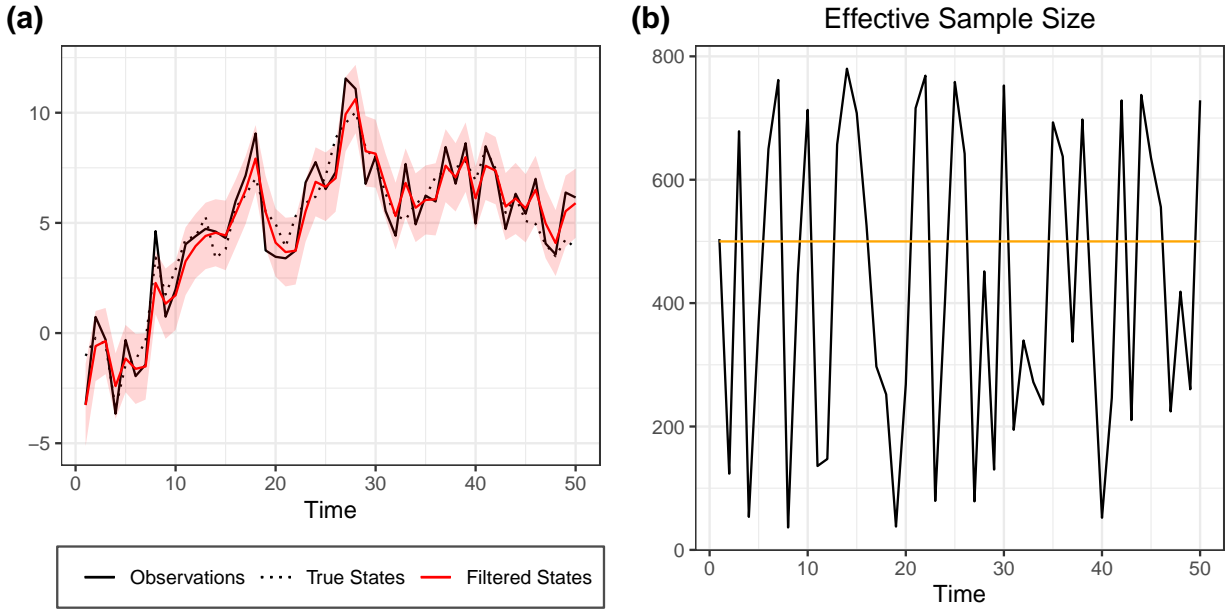 (a)
10
5
0
−5
0 10 20 30 40 50
Time
Observations True States Filtered States
(b)
Effective Sample Size
800
600
400
200
0
0 10 20 30 40 50
Time